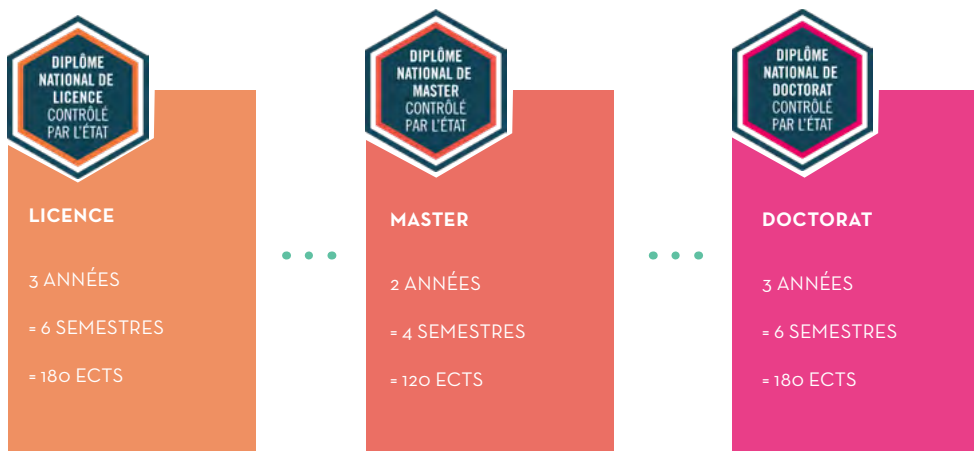 DIPLÔME
NATIONAL DE
LICENCE
CONTRÔLÉ
PAR L'ÉTAT
LICENCE
3 ANNÉES
= 6 SEMESTRES
= 180 ECTS
DIPLÔME
NATIONAL DE
MASTER
CONTRÔLÉ
PAR L'ÉTAT
MASTER
2 ANNÉES
= 4 SEMESTRES
= 120 ECTS
DIPLÔME
NATIONAL DE
DOCTORAT
CONTRÔLÉ
PAR L'ÉTAT
DOCTORAT
3 ANNÉES
= 6 SEMESTRES
= 180 ECTS